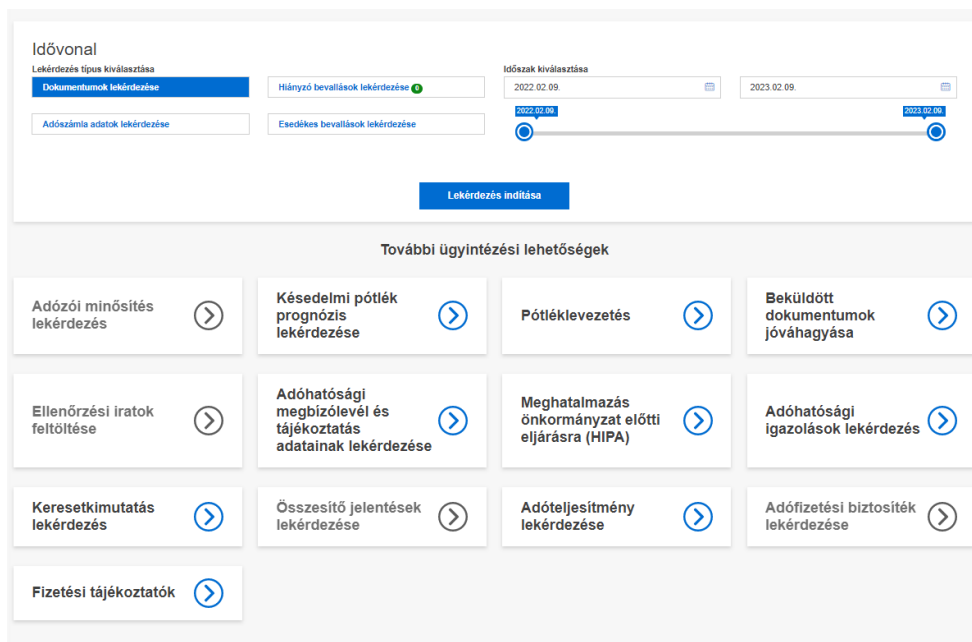 Idővonal
Lekérdezés típus kiválasztása
Időszak kiválasztása
Dokumentumok lekérdezése
Hiányzó bevallások lekérdezése 0
2022.02.09.
2023.02.09.
2022.02.09.
2023.02.09.
Adószámla adatok lekérdezése
Esedékes bevallások lekérdezése
Lekérdezés indítása
További ügyintézési lehetőségek
Adózói minősítés
lekérdezés
Késedelmi pótlék
prognózis
lekérdezése
Pótléklevezetés
Beküldött
dokumentumok
jóváhagyása
Ellenőrzési iratok
feltöltése
Adóhatósági
megbízólevél és
tájékoztatás
adatainak lekérdezése
Meghatalmazás
önkormányzat előtti
eljárásra (HIPA)
Adóhatósági
igazolások lekérdezés
Keresetkimutatás
lekérdezés
Összesítő jelentések
lekérdezése
Adóteljesítmény
lekérdezése
Adófizetési biztosíték
lekérdezése
Fizetési tájékoztatók